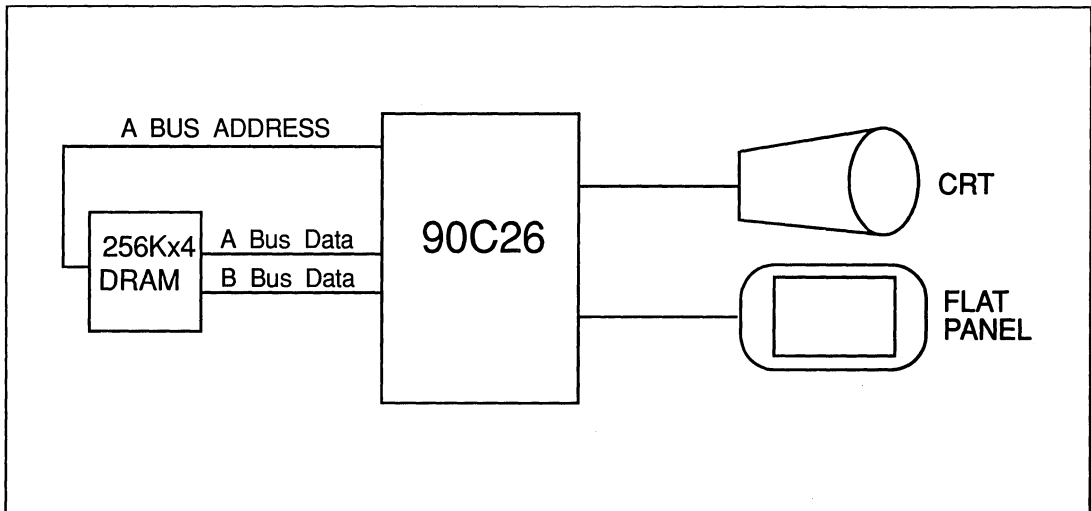 A BUS ADDRESS
256Kx4
DRAM
A Bus Data
B Bus Data
90C26
CRT
FLAT
PANEL